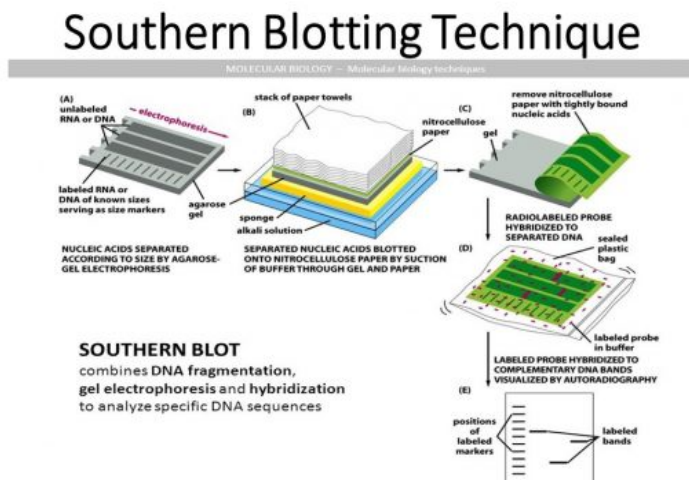 Southern Blotting Technique
MOLECULAR BIOLOGY — Molecular biology techniques
(A)
unlabeled
RNA or DNA
electrophoresis
labeled RNA or
DNA of known sizes
serving as size markers
agarose
gel
NUCLEIC ACIDS SEPARATED
ACCORDING TO SIZE BY AGAROSE-
GEL ELECTROPHORESIS
(B)
stack of paper towels
nitrocellulose
paper
sponge
alkali solution
SEPARATED NUCLEIC ACIDS BLOTTED
ONTO NITROCELLULOSE PAPER BY SUCTION
OF BUFFER THROUGH GEL AND PAPER
(C)
remove nitrocellulose
paper with tightly bound
nucleic acids
gel
RADIOLABELED PROBE
HYBRIDIZED TO
SEPARATED DNA
(D)
sealed
plastic
bag
labeled probe
in buffer
LABELED PROBE HYBRIDIZED TO
COMPLEMENTARY DNA BANDS
VISUALIZED BY AUTORADIOGRAPHY
(E)
positions
of
labeled
markers
labeled
bands
SOUTHERN BLOT
combines DNA fragmentation,
gel electrophoresis and hybridization
to analyze specific DNA sequences